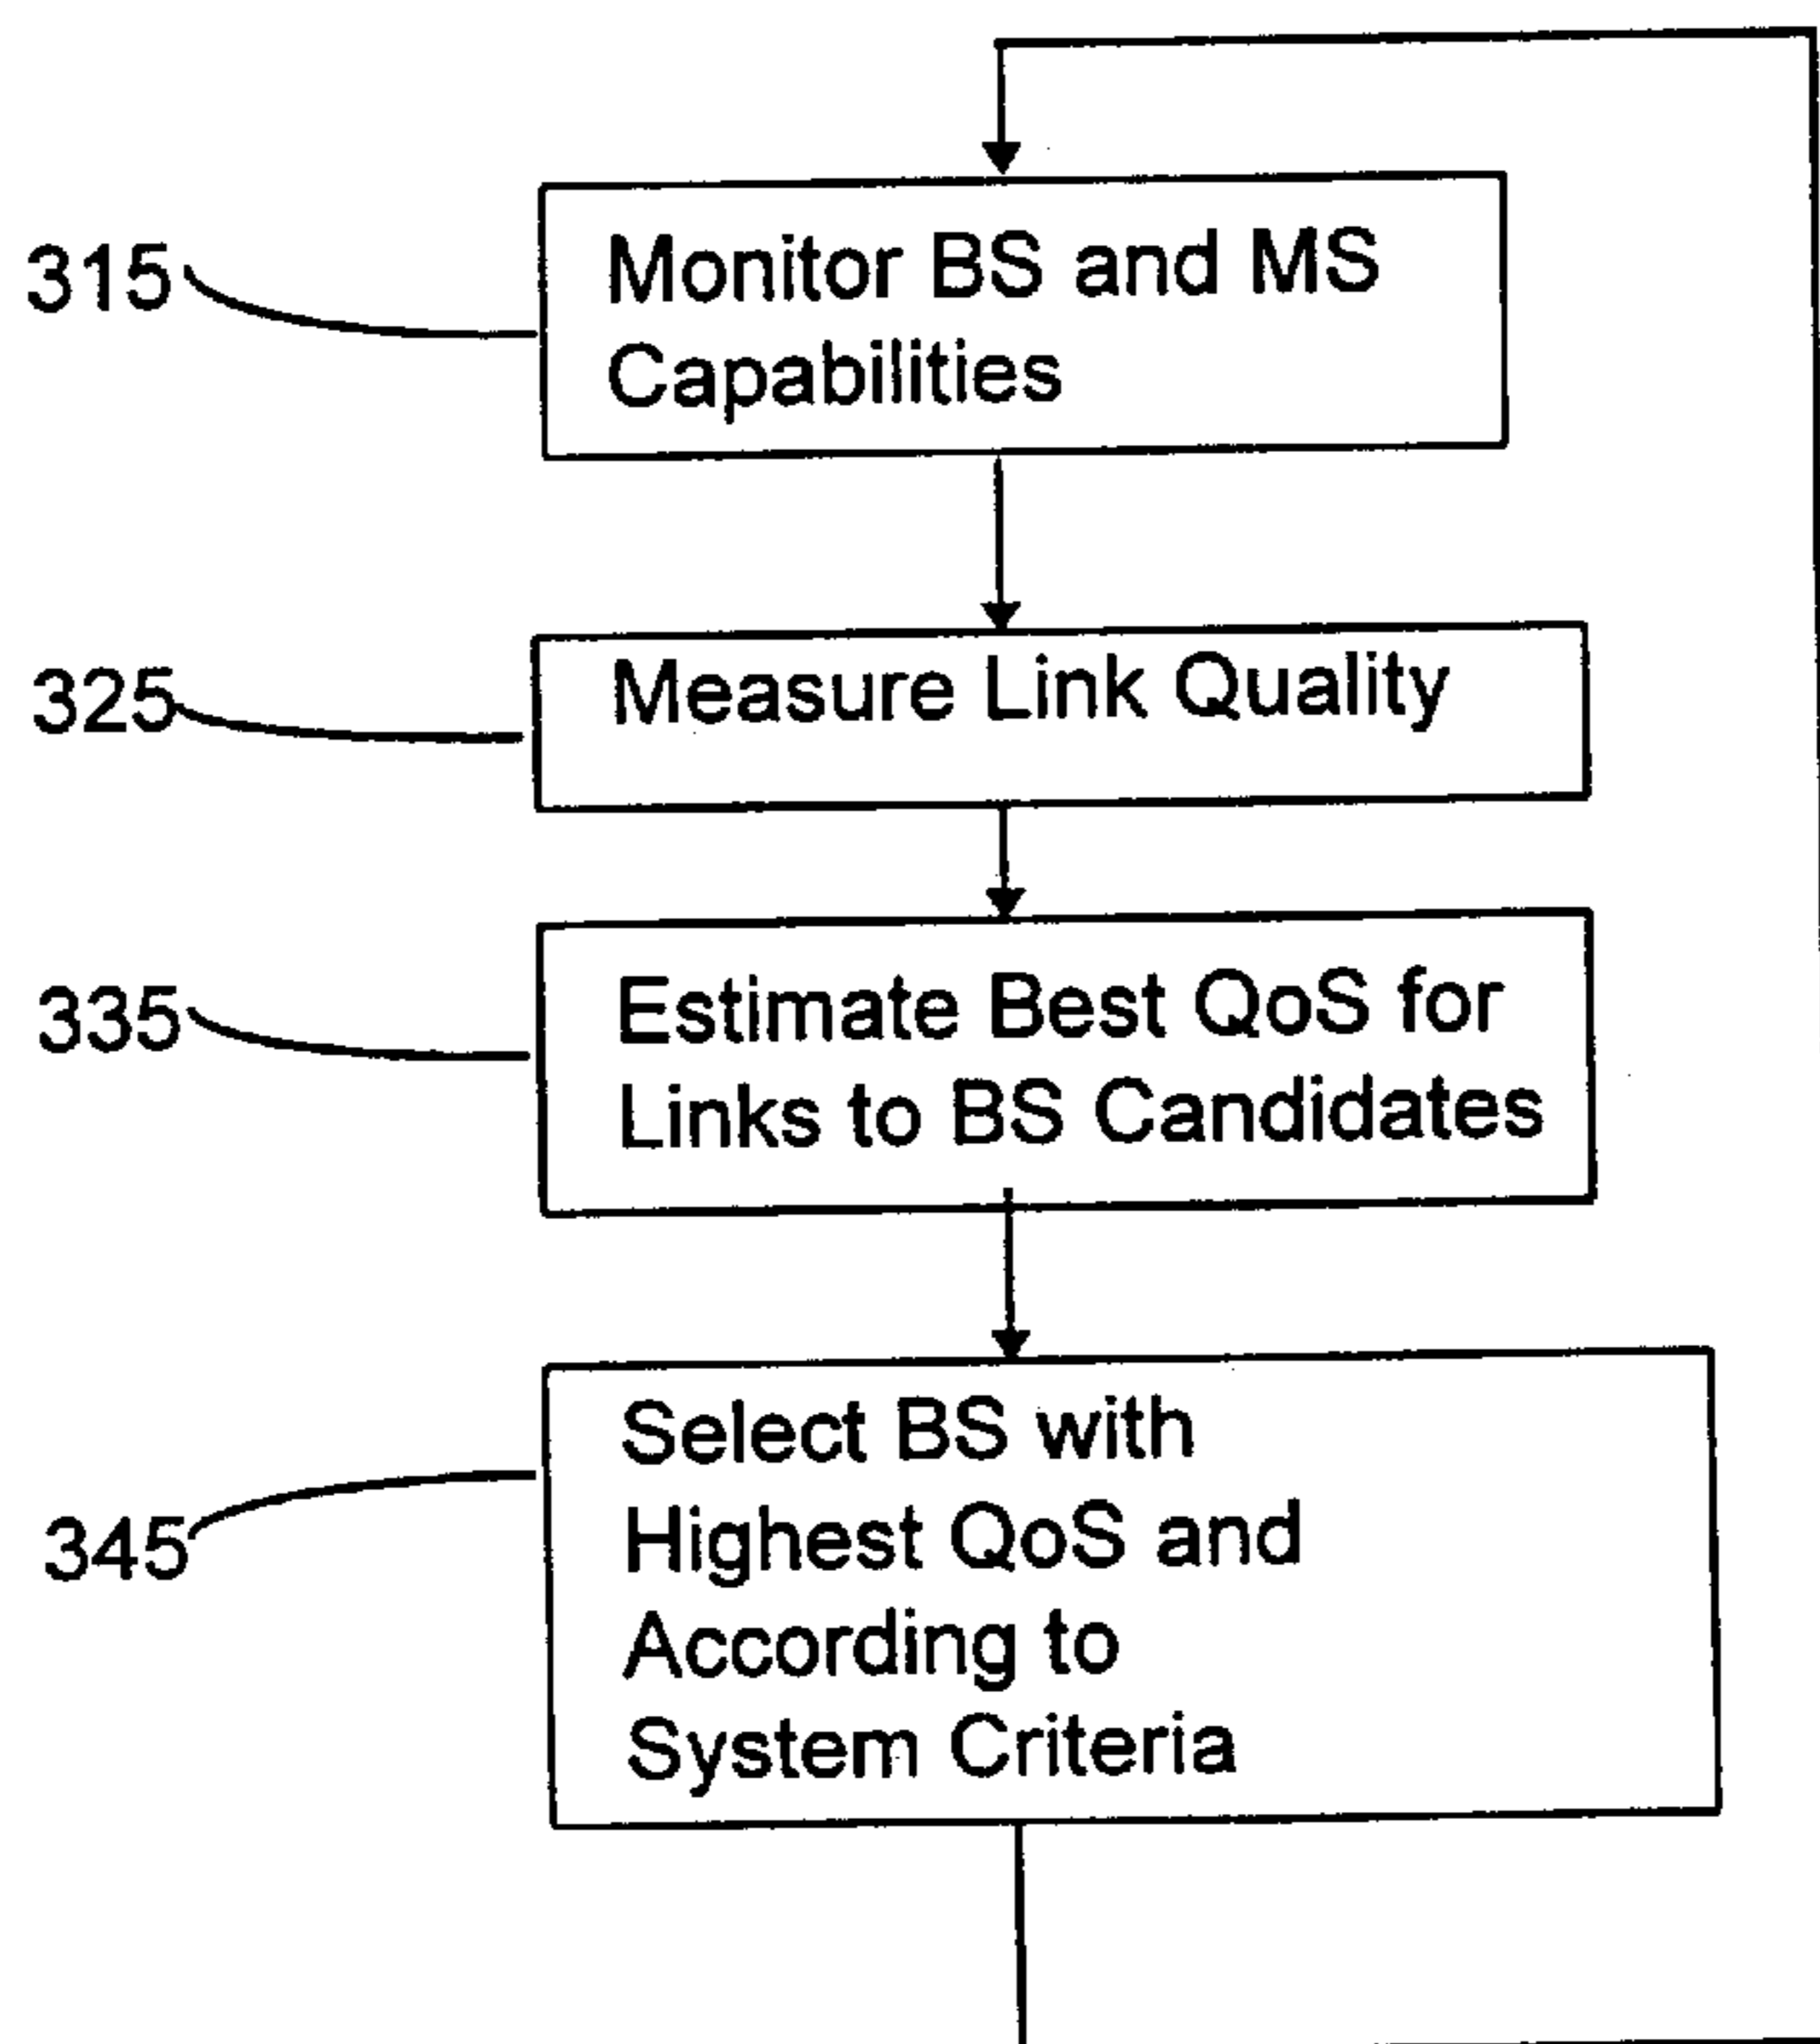 315
Monitor BS and MS
Capabilities
325
Measure Link Quality
335
Estimate Best QoS for
Links to BS Candidates
345
Select BS with
Highest QoS and
According to
System Criteria